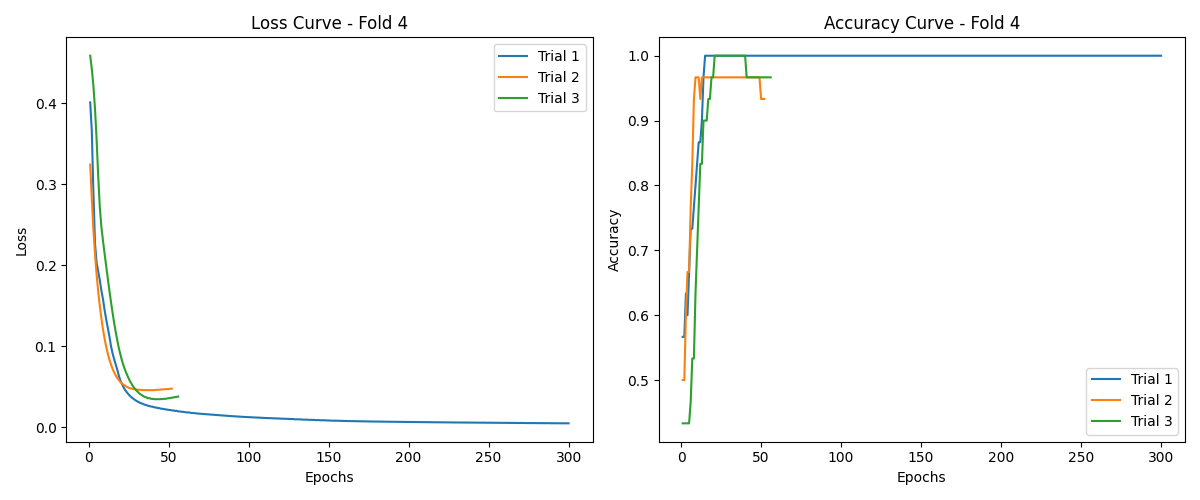 Loss Curve - Fold 4
Loss
0.4
0.3
0.2
0.1
0.0
0 50 100 150 200 250 300
Epochs
Trial 1
Trial 2
Trial 3
Accuracy Curve - Fold 4
Accuracy
1.0
0.9
0.8
0.7
0.6
0.5
0 50 100 150 200 250 300
Epochs
Trial 1
Trial 2
Trial 3